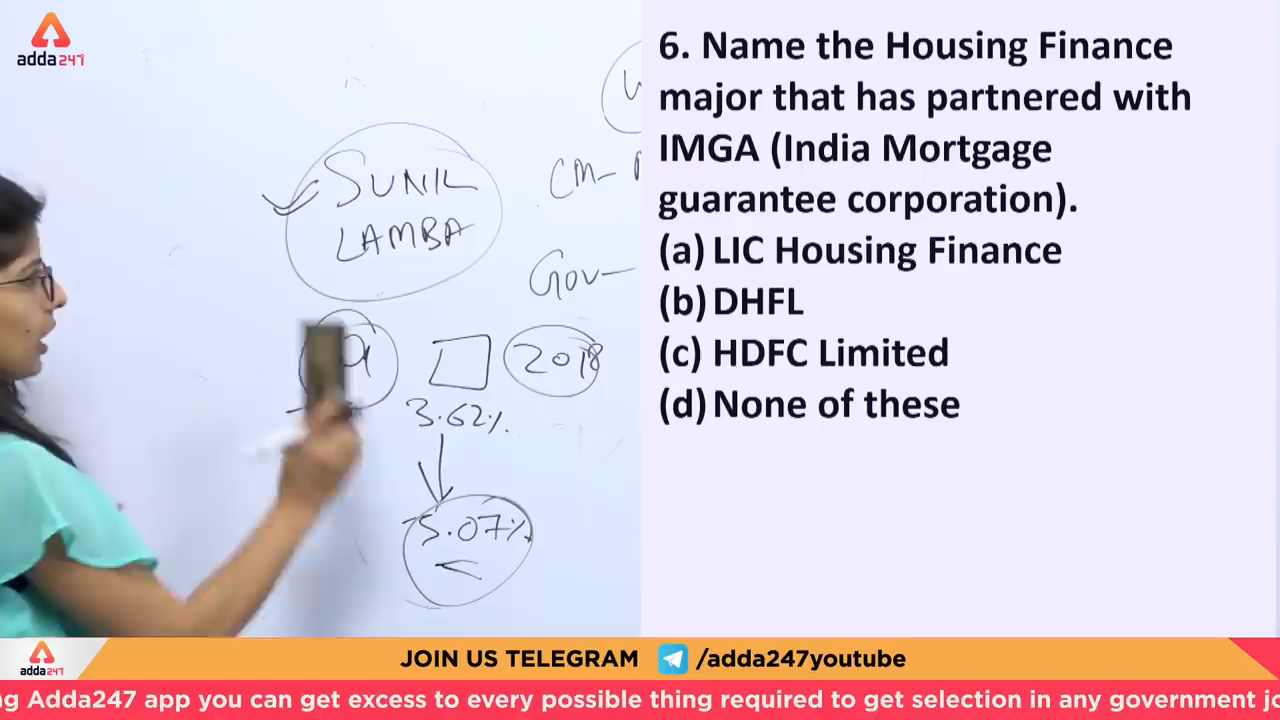 adda247
SUNIL
LAMBA
CM-
Gov-
2018
3.62%
5.07%
6. Name the Housing Finance
major that has partnered with
IMGA (India Mortgage
guarantee corporation).
(a) LIC Housing Finance
(b) DHFL
(c) HDFC Limited
(d) None of these
adda247
JOIN US TELEGRAM /adda247youtube
ng Adda247 app you can get excess to every possible thing required to get selection in any government jo